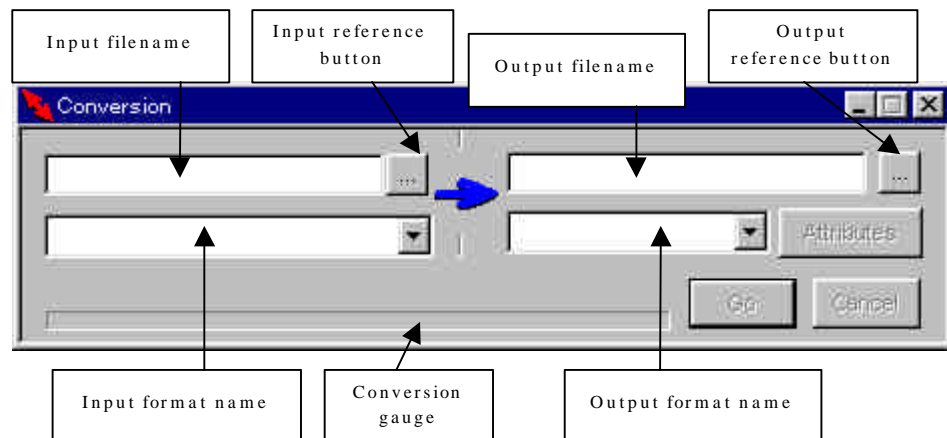 Input filename
Input reference
button
Output filename
Output
reference button
Conversion
...
...
Attributes
Go
Cancel
Input format name
Conversion
gauge
Output format name